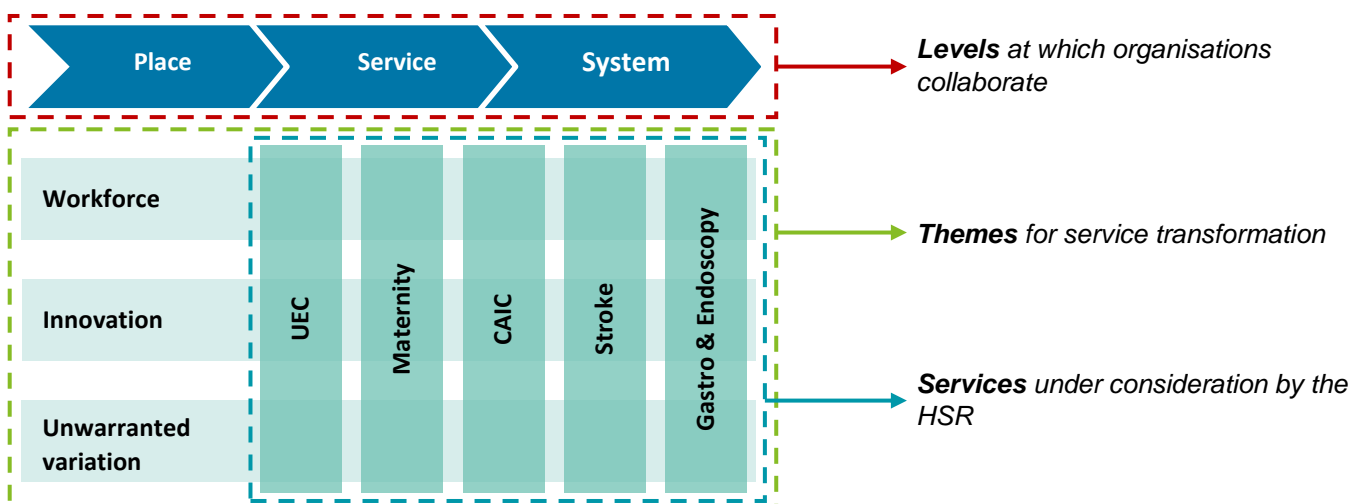 Place
Service
System
Levels at which organisations
collaborate
Workforce
Innovation
Unwarranted
variation
UEC
Maternity
CAIC
Stroke
Gastro & Endoscopy
Themes for service transformation
Services under consideration by the
HSR